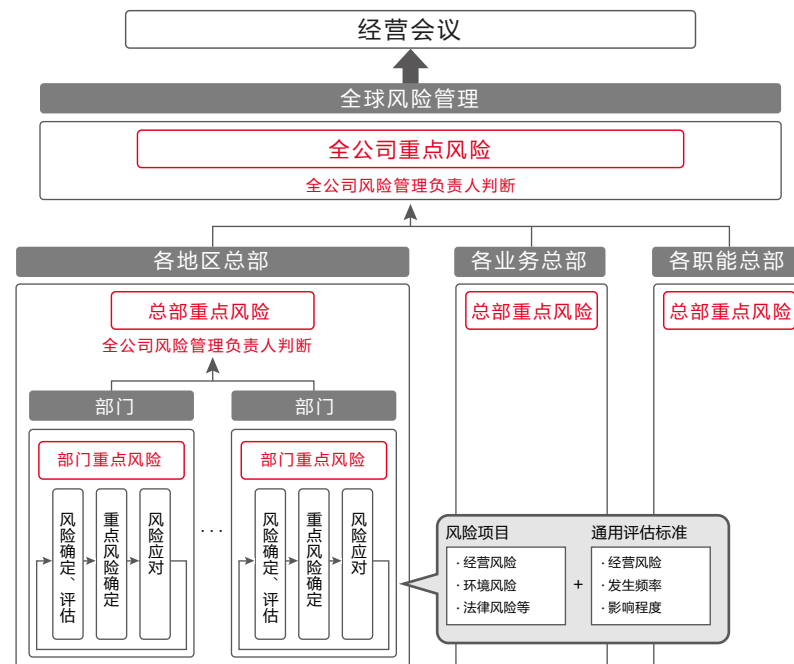 经营会议
全球风险管理
全公司重点风险
全公司风险管理负责人判断
各地区总部
各业务总部
各职能总部
总部重点风险
总部重点风险
总部重点风险
全公司风险管理负责人判断
部门
部门
部门重点风险
部门重点风险
风险确定、评估
重点风险确定
风险应对
···
风险确定、评估
重点风险确定
风险应对
风险项目
通用评估标准
·经营风险
·环境风险
·法律风险等
+
·经营风险
·发生频率
·影响程度